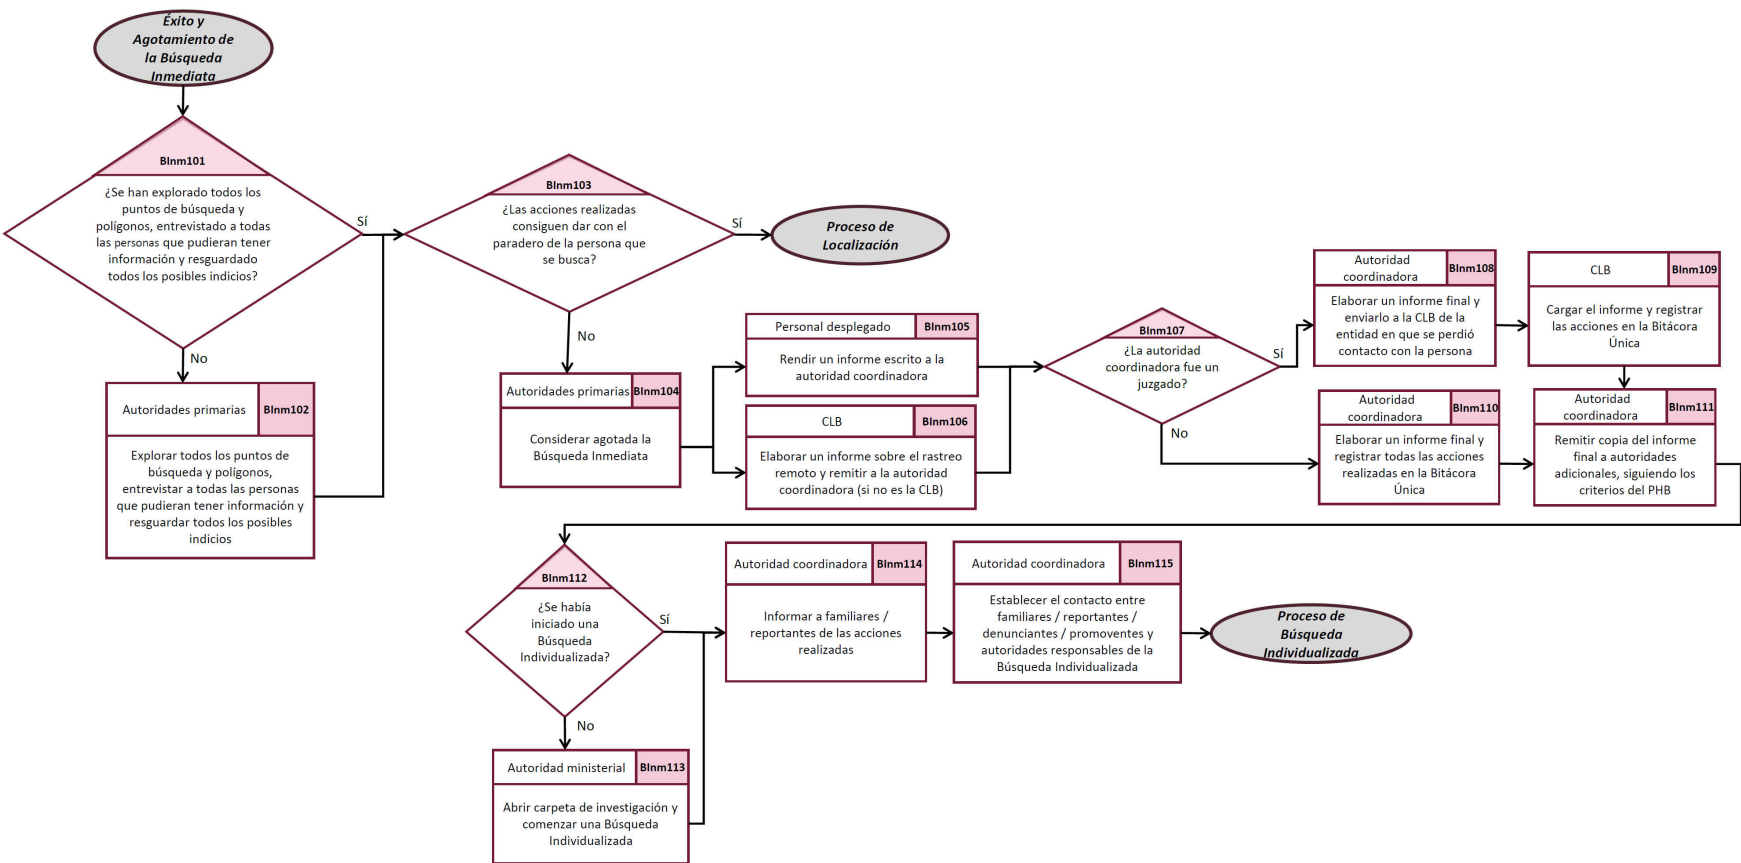 Éxito y
Agotamiento de
la Búsqueda
Inmediata
BInm101
¿Se han explorado todos los
puntos de búsqueda y
polígonos, entrevistado a todas
las personas que pudieran tener
información y resguardado
todos los posibles indicios?
Sí
No
Autoridades primarias
BInm102
Explorar todos los puntos de
búsqueda y polígonos,
entrevistar a todas las personas
que pudieran tener información y
resguardar todos los posibles
indicios
BInm103
¿Las acciones realizadas
consiguen dar con el
paradero de la persona que
se busca?
Sí
Proceso de
Localización
No
Autoridades primarias
BInm104
Considerar agotada la
Búsqueda Inmediata
Personal desplegado
BInm105
Rendir un informe escrito a la
autoridad coordinadora
CLB
BInm106
Elaborar un informe sobre el rastreo
remoto y remitir a la autoridad
coordinadora (si no es la CLB)
BInm107
¿La autoridad
coordinadora fue un
juzgado?
Sí
No
Autoridad
coordinadora
BInm108
Elaborar un informe final y
enviarlo a la CLB de la
entidad en que se perdió
contacto con la persona
CLB
BInm109
Cargar el informe y registrar
las acciones en la Bitácora
Única
Autoridad
coordinadora
BInm110
Elaborar un informe final y
registrar todas las acciones
realizadas en la Bitácora
Única
Autoridad
coordinadora
BInm111
Remitir copia del informe
final a autoridades
adicionales, siguiendo los
criterios del PHB
BInm112
¿Se había
iniciado una
Búsqueda
Individualizada?
Sí
No
Autoridad ministerial
BInm113
Abrir carpeta de investigación y
comenzar una Búsqueda
Individualizada
Autoridad coordinadora
BInm114
Informar a familiares /
reportantes de las acciones
realizadas
Autoridad coordinadora
BInm115
Establecer el contacto entre
familiares / reportantes /
denunciantes / promoventes y
autoridades responsables de la
Búsqueda Individualizada
Proceso de
Búsqueda
Individualizada